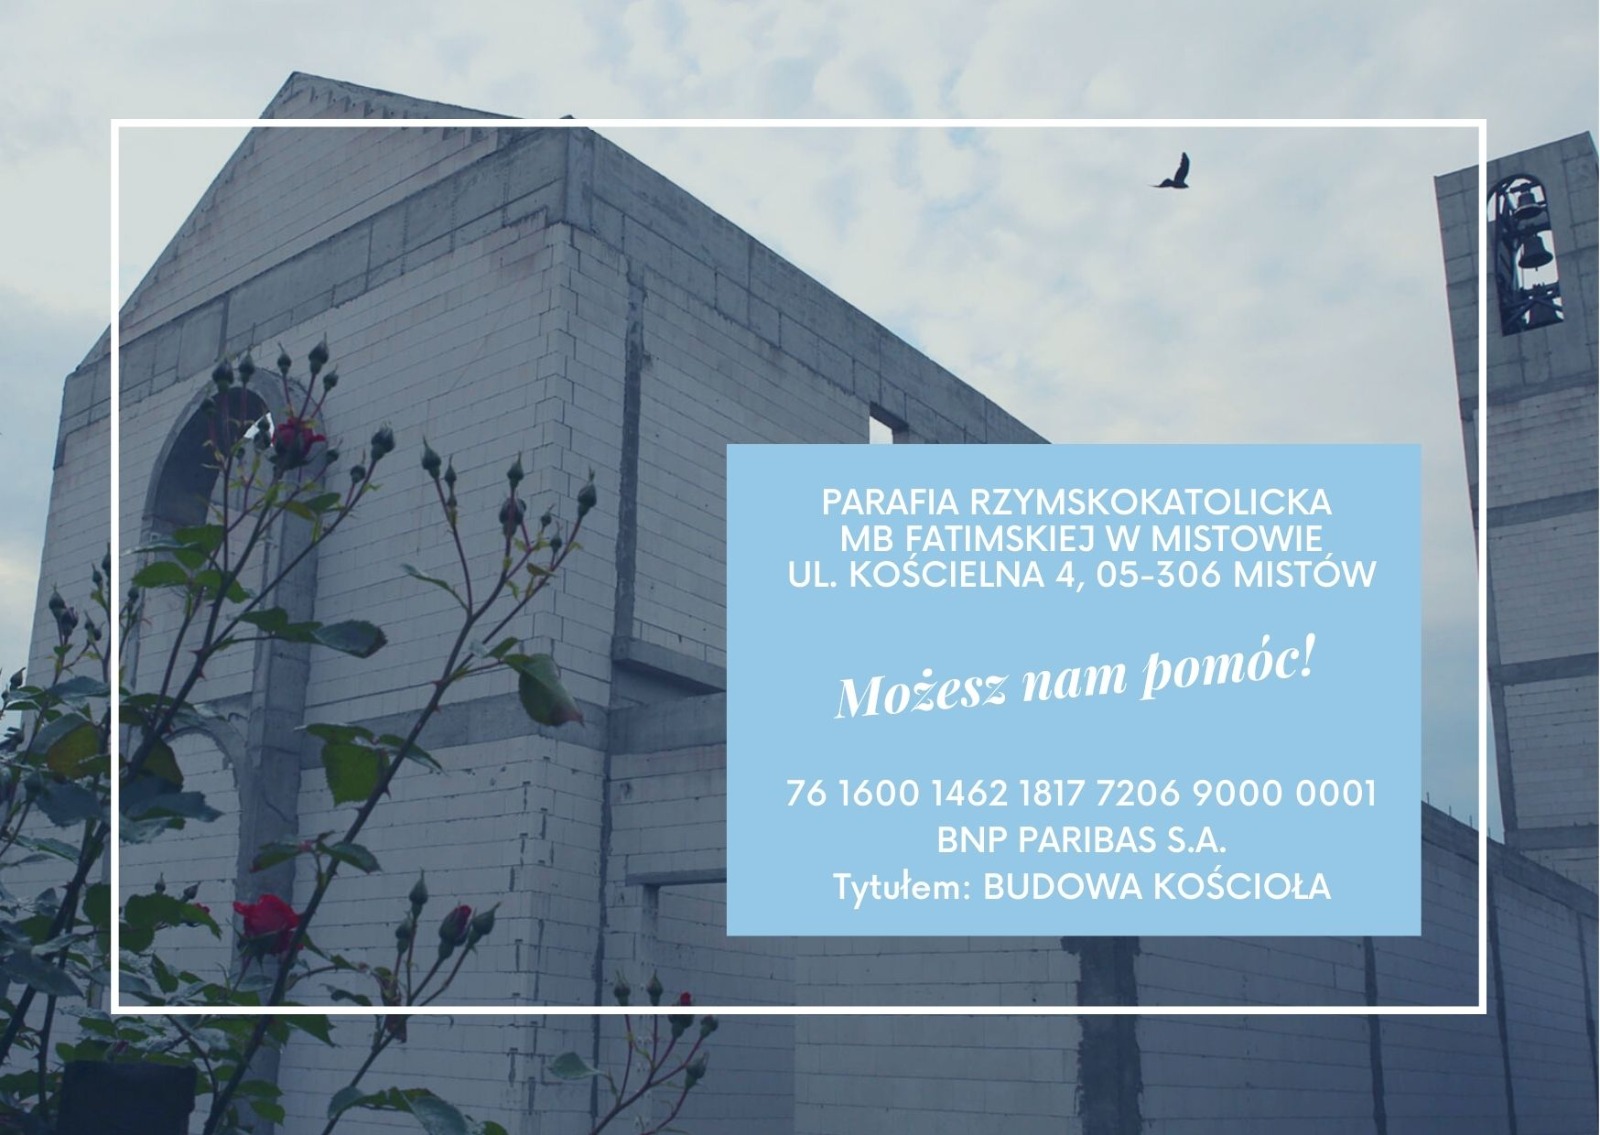 PARAFIA RZYMSKOKATOLICKA
MB FATIMSKIEJ W MISTOWIE
UL. KOŚCIELNA 4, 05-306 MISTÓW
Możesz nam pomóc!
76 1600 1462 1817 7206 9000 0001
BNP PARIBAS S.A.
Tytułem: BUDOWA KOŚCIOŁA